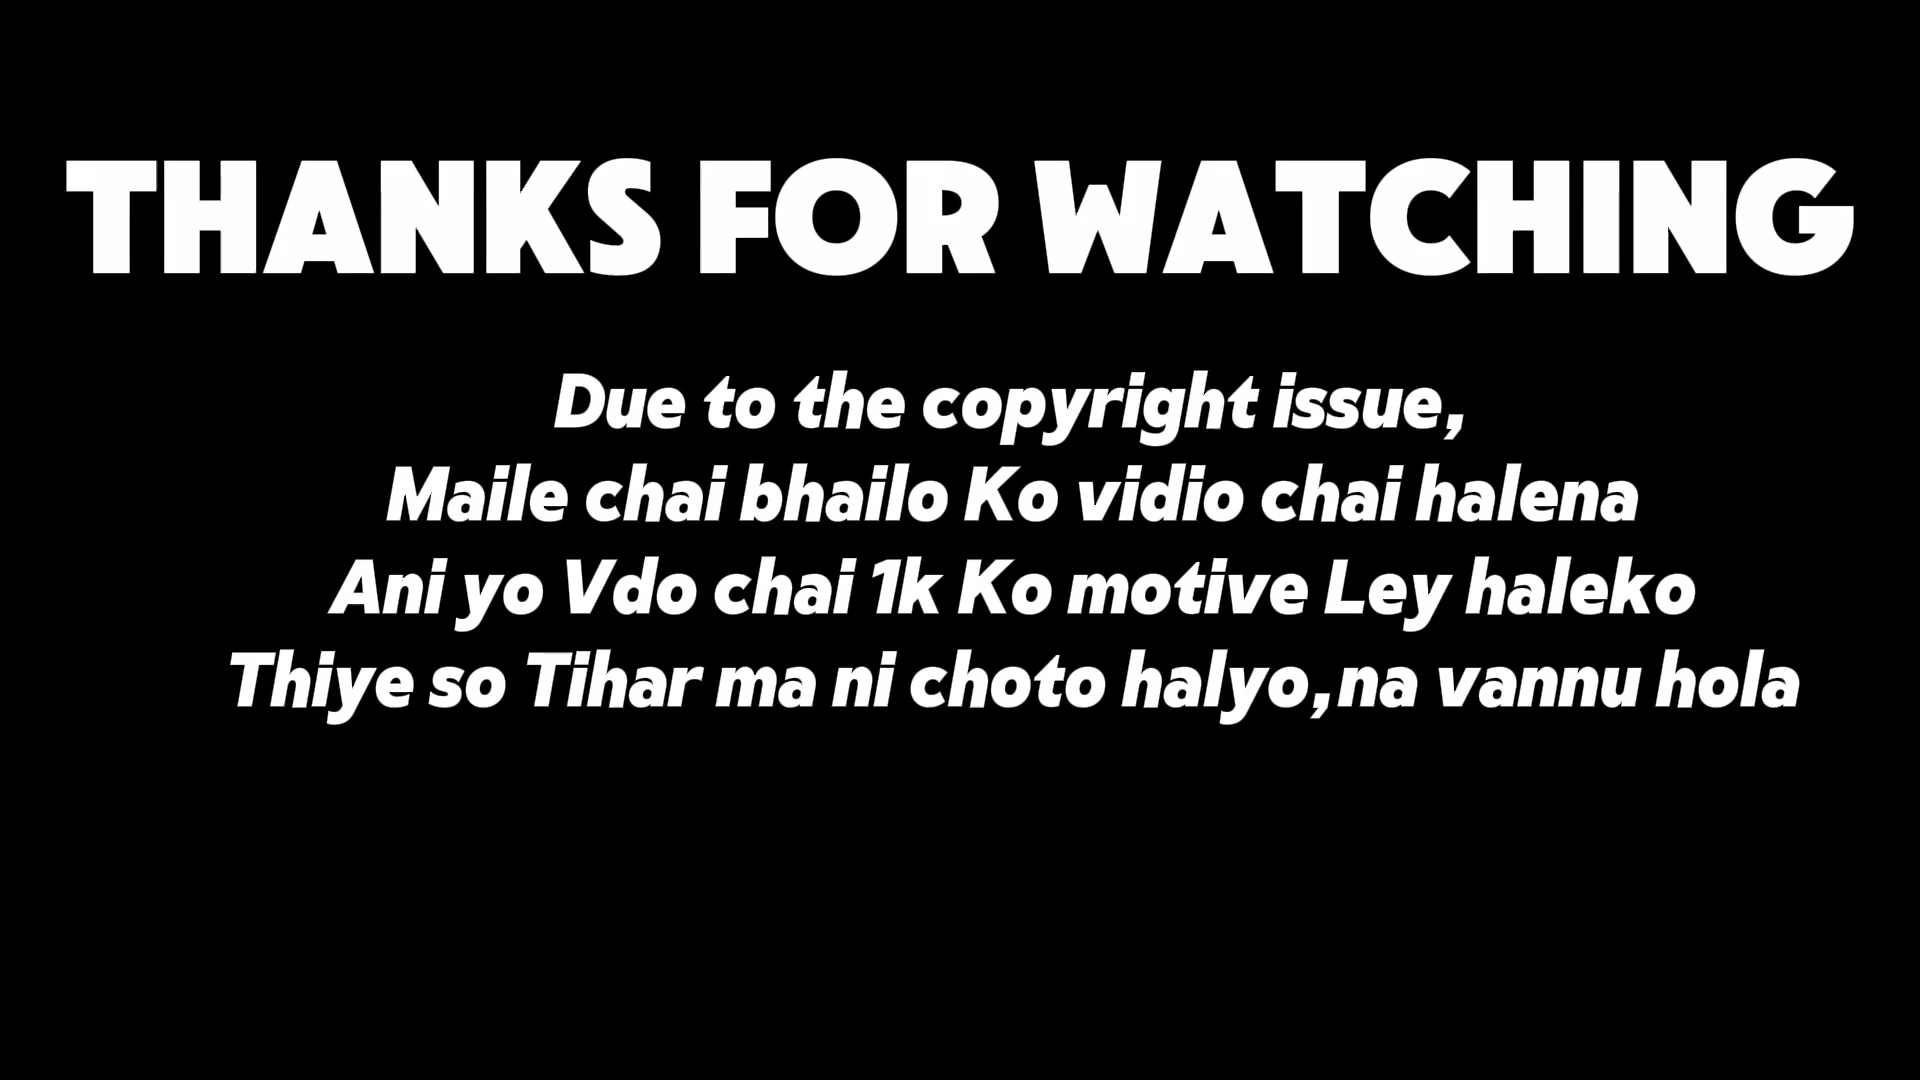 THANKS FOR WATCHING
Due to the copyright issue,
Maile chai bhailo Ko vidio chai halena
Ani yo Vdo chai 1k Ko motive Ley haleko
Thiye so Tihar ma ni choto halyo,na vannu hola